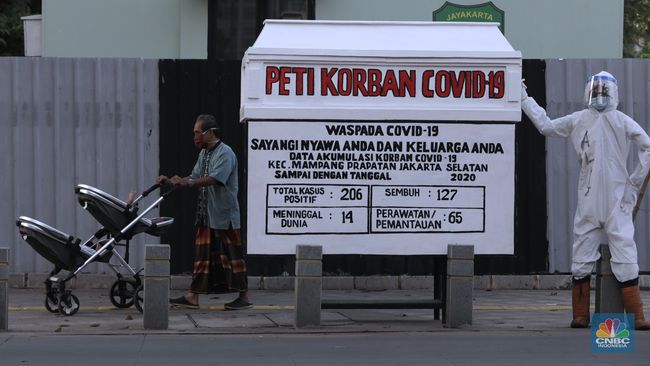 JAYAKARTA
PETI KORBAN COVID-19
WASPADA COVID-19
SAYANGI NYAWA ANDA DAN KELUARGA ANDA
DATA AKUMULASI KORBAM COVID-19
KEC. MAMPANG PRAPATAN JAKARTA SELATAN
SAMPAI DENGAN TANGGAL 2020
TOTAL KASUS POSITIF : 206
SEMBUH : 127
MENINGGAL DUNIA : 14
PERAWATAN/ PEMANTAUAN : 65
CNBC
INDONESIA